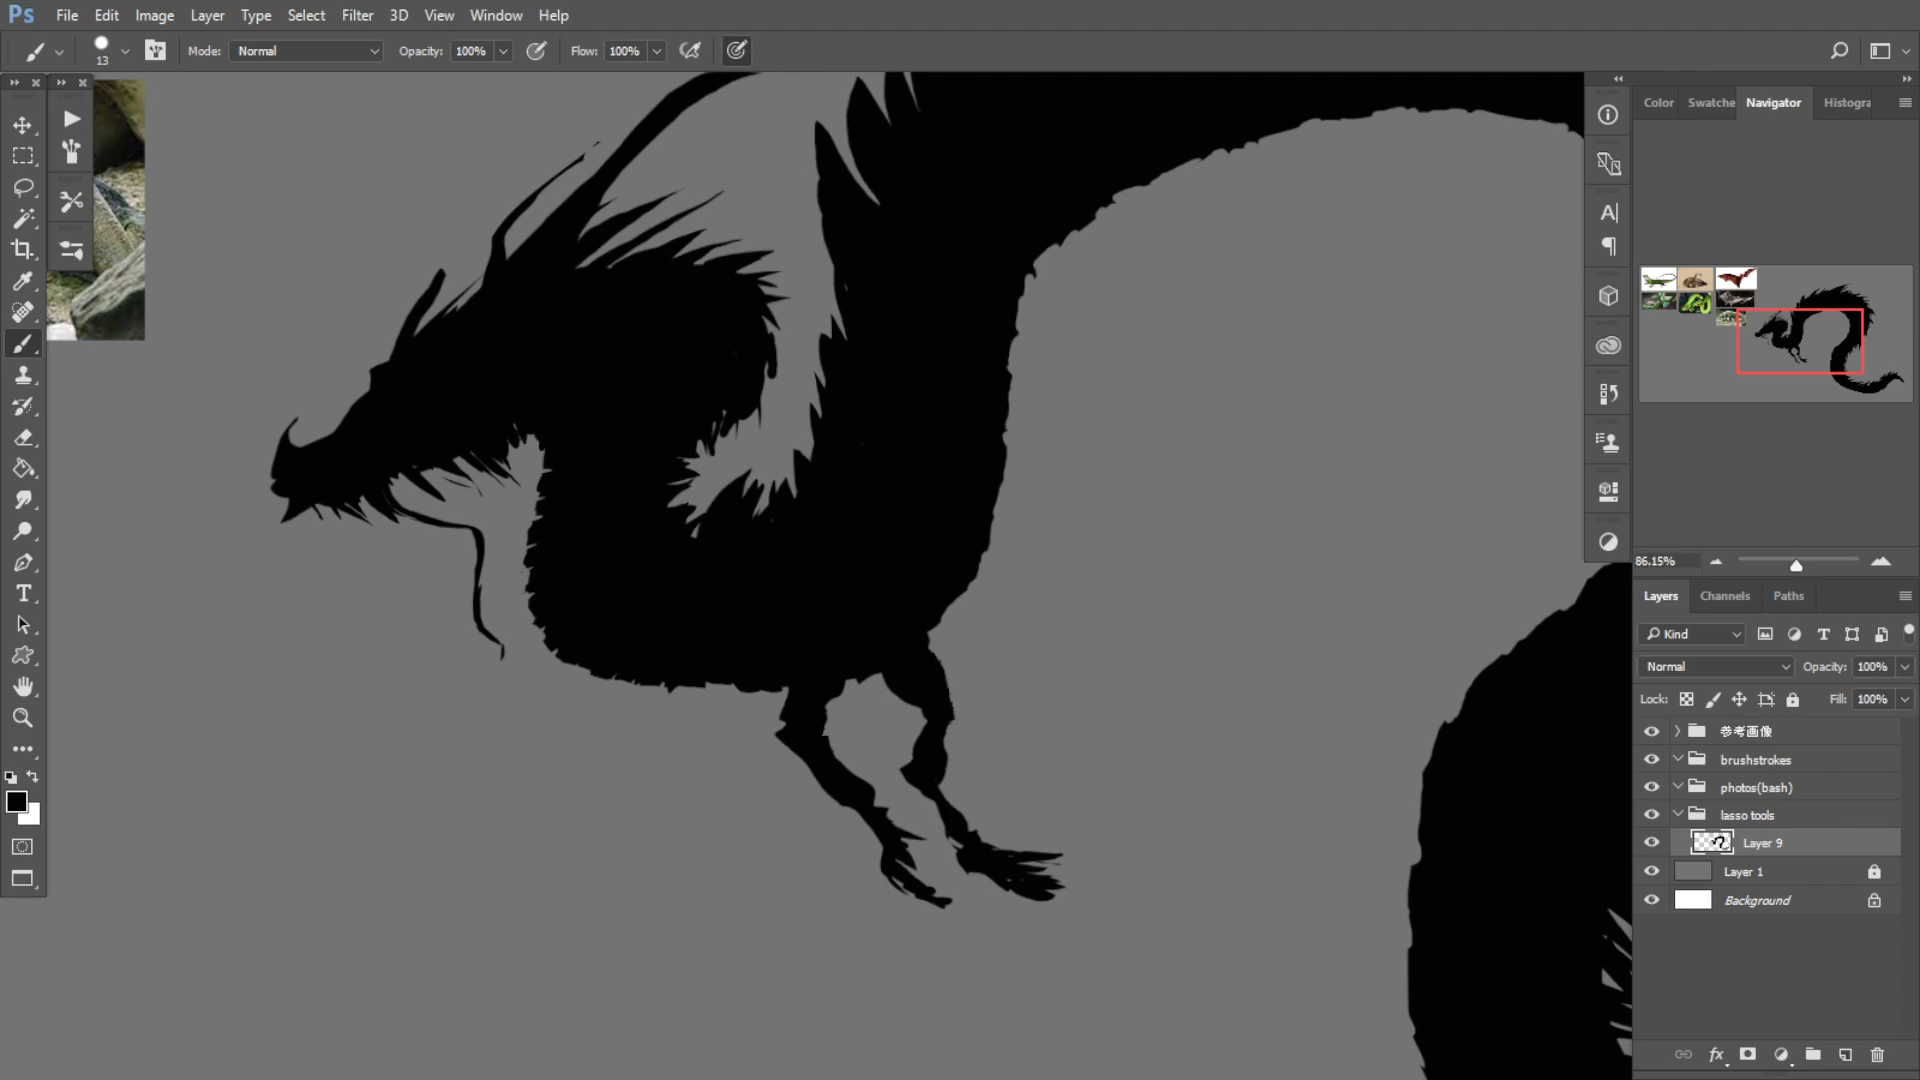 Ps File Edit Image Layer Type Select Filter 3D View Window Help
13 Mode: Normal Opacity: 100% Flow: 100%
Color Swatche Navigator Histogra
86.15%
Layers Channels Paths
Kind
Normal Opacity: 100%
Lock: Fill: 100%
参考画像
brushstrokes
photos(bash)
lasso tools
Layer 9
Layer 1
Background
fx